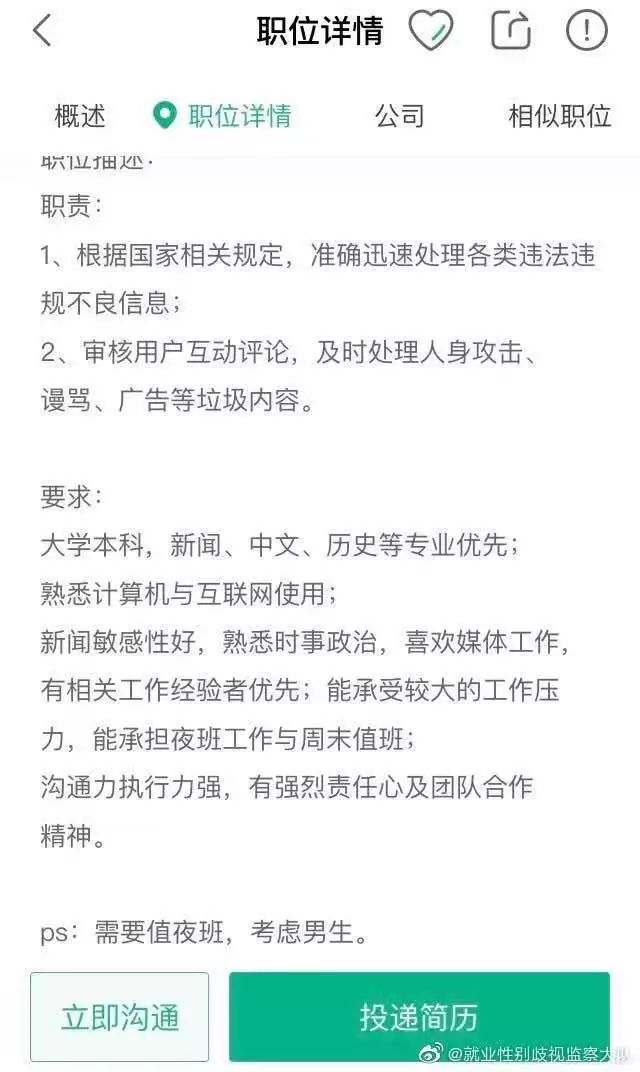 职位详情
概述 职位详情 公司 相似职位
职位描述：
职责：
1、根据国家相关规定，准确迅速处理各类违法违
规不良信息；
2、审核用户互动评论，及时处理人身攻击、
谩骂、广告等垃圾内容。
要求：
大学本科，新闻、中文、历史等专业优先；
熟悉计算机与互联网使用；
新闻敏感性好，熟悉时事政治，喜欢媒体工作，
有相关工作经验者优先；能承受较大的工作压
力，能承担夜班工作与周末值班；
沟通力执行力强，有强烈责任心及团队合作
精神。
ps：需要值夜班，考虑男生。
立即沟通 投递简历
@就业性别歧视监察大队